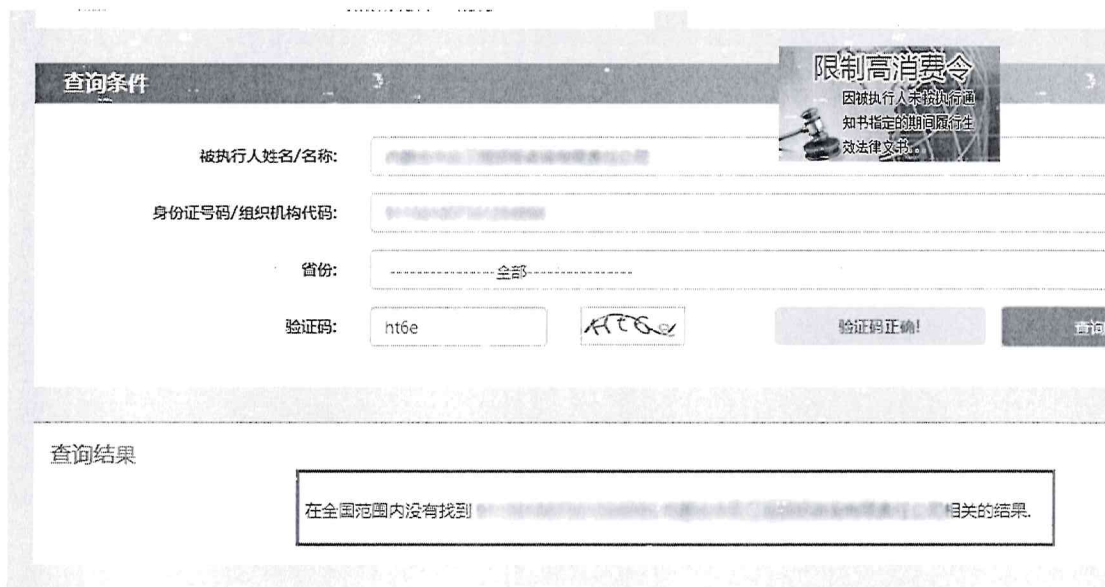 查询条件
限制高消费令
因被执行人未按执行通
知书指定的期间履行生
效法律文书..
被执行人姓名/名称:
身份证号码/组织机构代码:
省份:
--------------------全部--------------------
验证码:
ht6e
HT6e
验证码正确!
查询
查询结果
在全国范围内没有找到
相关的结果.